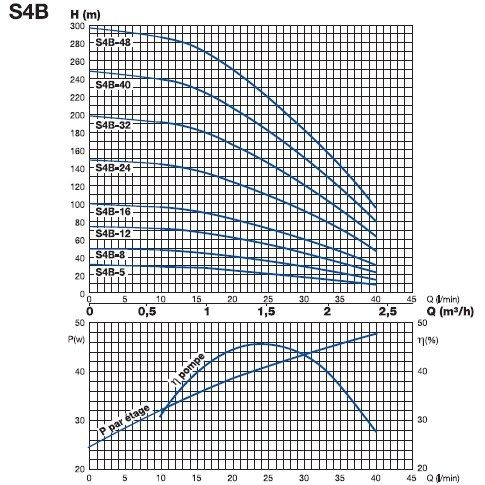 S4B
H (m)
300
280
260
240
220
200
180
160
140
120
100
80
60
40
20
0
S4B-48
S4B-40
S4B-32
S4B-24
S4B-16
S4B-12
S4B-8
S4B-5
0 5 10 15 20 25 30 35 40 45 Q (l/min)
0 0,5 1 1,5 2 2,5 Q (m³/h)
50
P(w)
40
30
20
50
η(%)
40
30
20
η pompe
P par étage
0 5 10 15 20 25 30 35 40 45 Q (l/min)